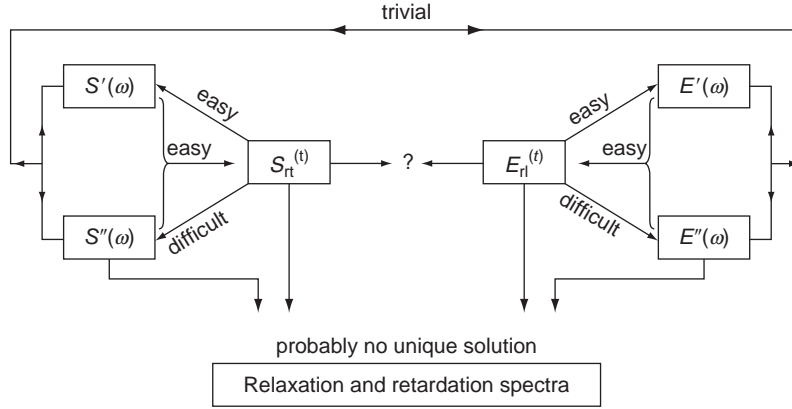 trivial
S′(ω)
E′(ω)
easy
easy
easy
easy
S_rt^(t)
?
E_rl^(t)
difficult
difficult
S″(ω)
E″(ω)
probably no unique solution
Relaxation and retardation spectra